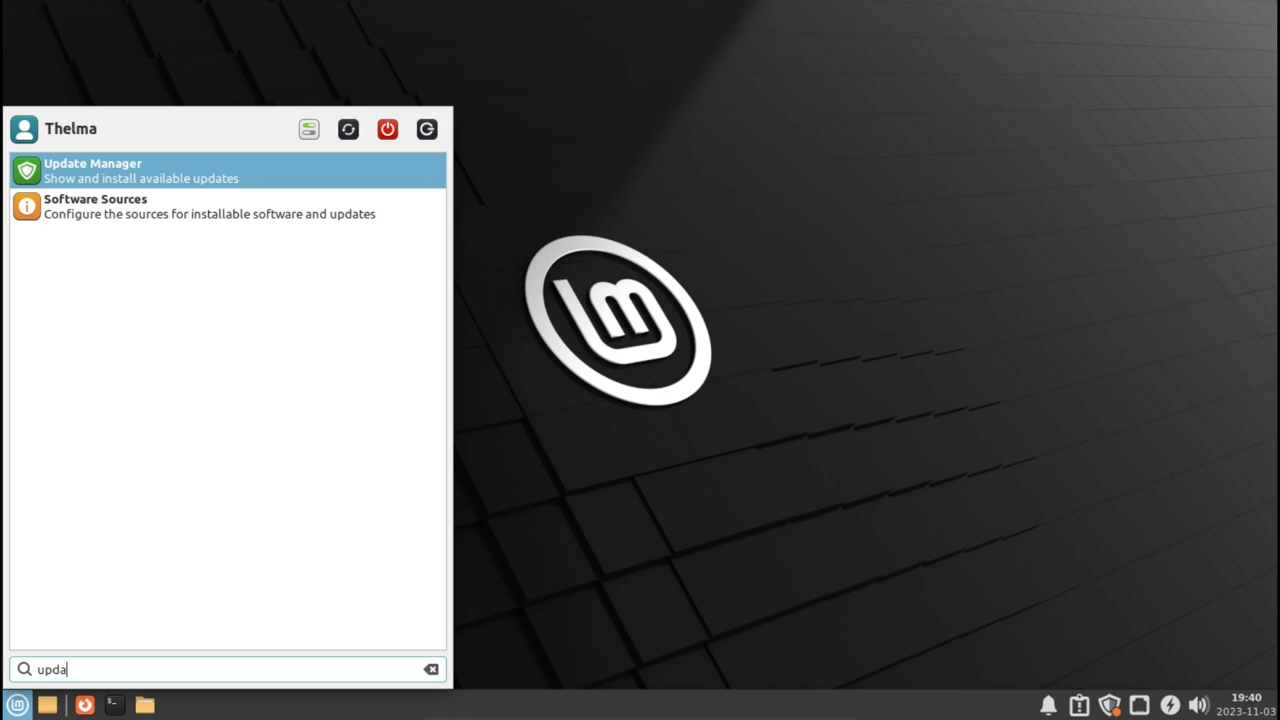 Thelma
Update Manager
Show and install available updates
Software Sources
Configure the sources for installable software and updates
upda
19:40
2023-11-03